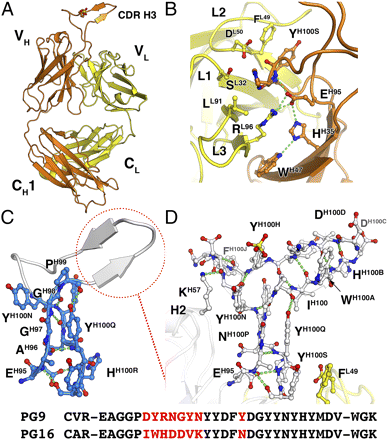 A
CDR H3
VH
VL
CH1
CL
B
L2
FL49
DL50
YH100S
L1
SL32
EH95
LL91
RL96
HH35
L3
WH47
C
PH99
GH98
YH100N
GH97
YH100Q
AH96
EH95
HH100R
D
DH100D
DH100C
YH100H
FH100J
HH100B
KH57
WH100A
H2
YH100N
IH100
NH100P
YH100Q
YH100S
EH95
FL49
PG9 CVR-EAGGPDYRNGYNYYDFYDGYYNYHYMDV-WGK
PG16 CAR-EAGGPIWHDDVKYYDFNDGYYNYHYMDV-WGK